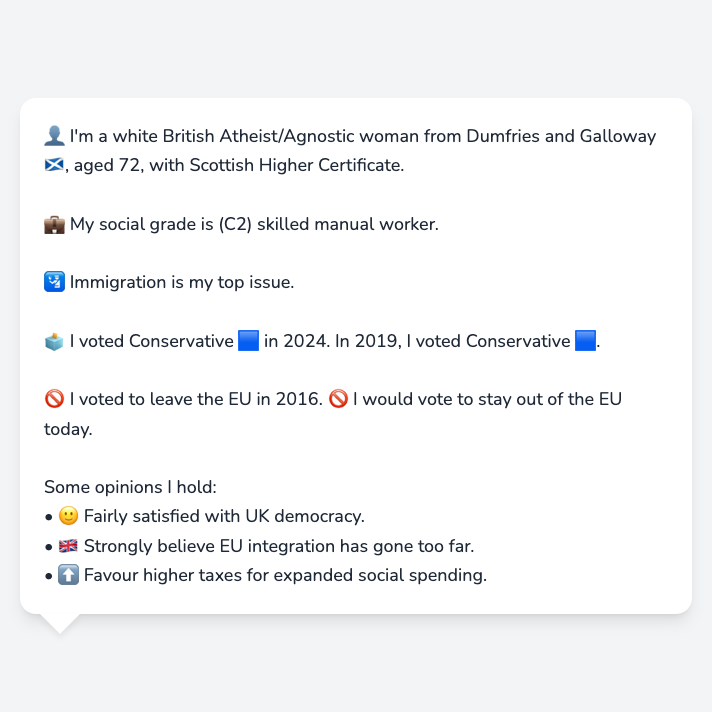 👤 I'm a white British Atheist/Agnostic woman from Dumfries and Galloway
🏴󠁧󠁢󠁳󠁣󠁴󠁿, aged 72, with Scottish Higher Certificate.
💼 My social grade is (C2) skilled manual worker.
🛂 Immigration is my top issue.
🗳️ I voted Conservative 🟦 in 2024. In 2019, I voted Conservative 🟦.
🚫 I voted to leave the EU in 2016. 🚫 I would vote to stay out of the EU
today.
Some opinions I hold:
• 🙂 Fairly satisfied with UK democracy.
• 🇬🇧 Strongly believe EU integration has gone too far.
• ⬆️ Favour higher taxes for expanded social spending.